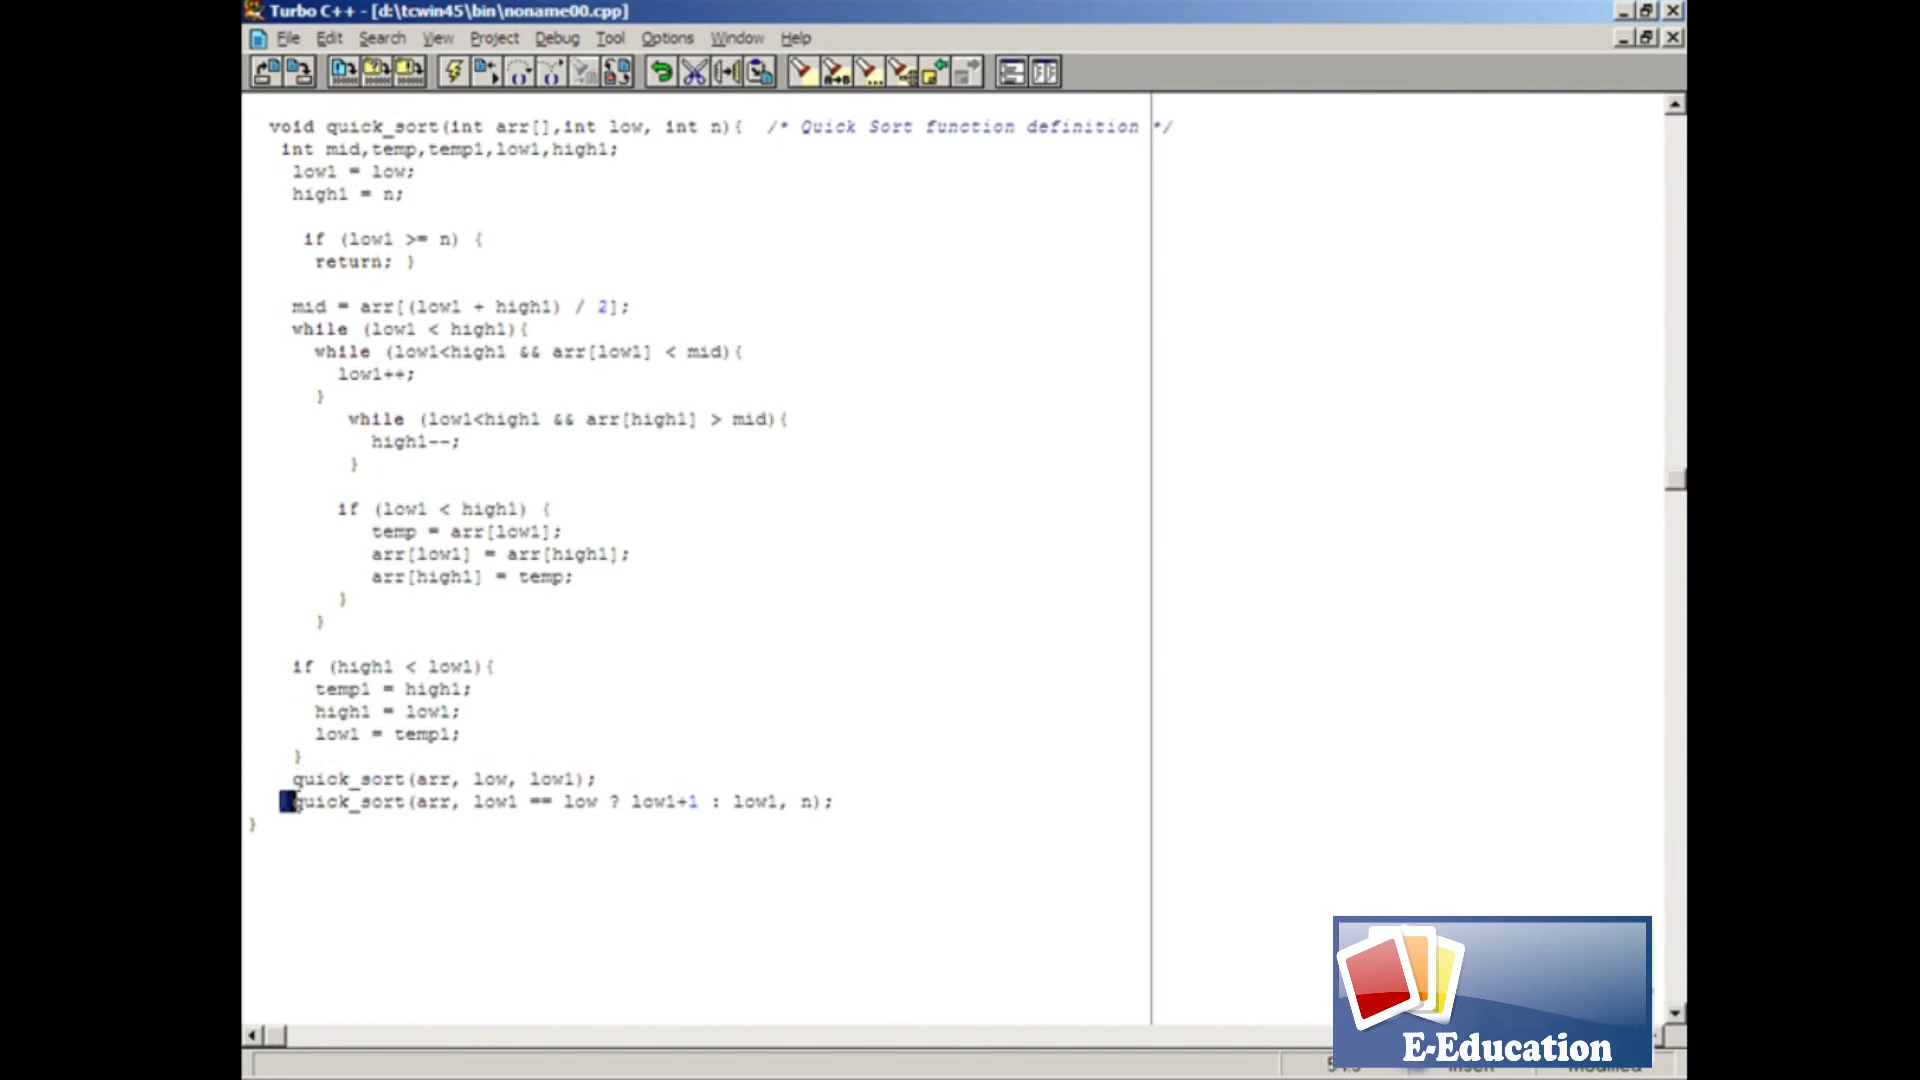 Turbo C++ - [d:\tcwin45\bin\noname00.cpp]
File Edit Search View Project Debug Tool Options Window Help
void quick_sort(int arr[],int low, int n){ /* Quick Sort function definition */
int mid,temp,temp1,low1,high1;
low1 = low;
high1 = n;
if (low1 >= n) {
return; }
mid = arr[(low1 + high1) / 2];
while (low1 < high1){
while (low1<high1 && arr[low1] < mid){
low1++;
}
while (low1<high1 && arr[high1] > mid){
high1--;
}
if (low1 < high1) {
temp = arr[low1];
arr[low1] = arr[high1];
arr[high1] = temp;
}
}
if (high1 < low1){
temp1 = high1;
high1 = low1;
low1 = temp1;
}
quick_sort(arr, low, low1);
quick_sort(arr, low1 == low ? low1+1 : low1, n);
}
E-Education